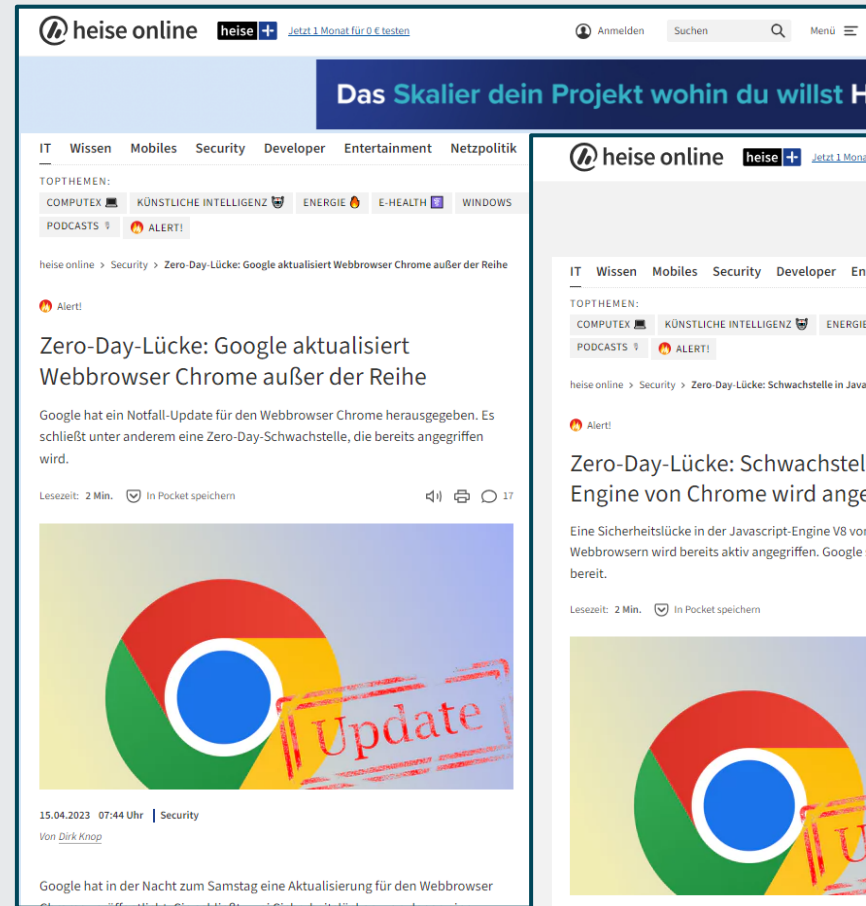 heise online heise + Jetzt 1 Monat für 0 € testen Anmelden Suchen Menü
Das Skalier dein Projekt wohin du willst
IT Wissen Mobiles Security Developer Entertainment Netzpolitik
TOPTHEMEN:
COMPUTEX KÜNSTLICHE INTELLIGENZ ENERGIE E-HEALTH WINDOWS
PODCASTS ALERT!
heise online > Security > Zero-Day-Lücke: Google aktualisiert Webbrowser Chrome außer der Reihe
Alert!
Zero-Day-Lücke: Google aktualisiert
Webbrowser Chrome außer der Reihe
Google hat ein Notfall-Update für den Webbrowser Chrome herausgegeben. Es
schließt unter anderem eine Zero-Day-Schwachstelle, die bereits angegriffen
wird.
Lesezeit: 2 Min. In Pocket speichern 17
Update
15.04.2023 07:44 Uhr Security
Von Dirk Knop
Google hat in der Nacht zum Samstag eine Aktualisierung für den Webbrowser
heise online heise + Jetzt 1 Mona
IT Wissen Mobiles Security Developer En
TOPTHEMEN:
COMPUTEX KÜNSTLICHE INTELLIGENZ ENERGIE
PODCASTS ALERT!
heise online > Security > Zero-Day-Lücke: Schwachstelle in Java
Alert!
Zero-Day-Lücke: Schwachstel
Engine von Chrome wird ange
Eine Sicherheitslücke in der Javascript-Engine V8 vor
Webbrowsern wird bereits aktiv angegriffen. Google
bereit.
Lesezeit: 2 Min. In Pocket speichern